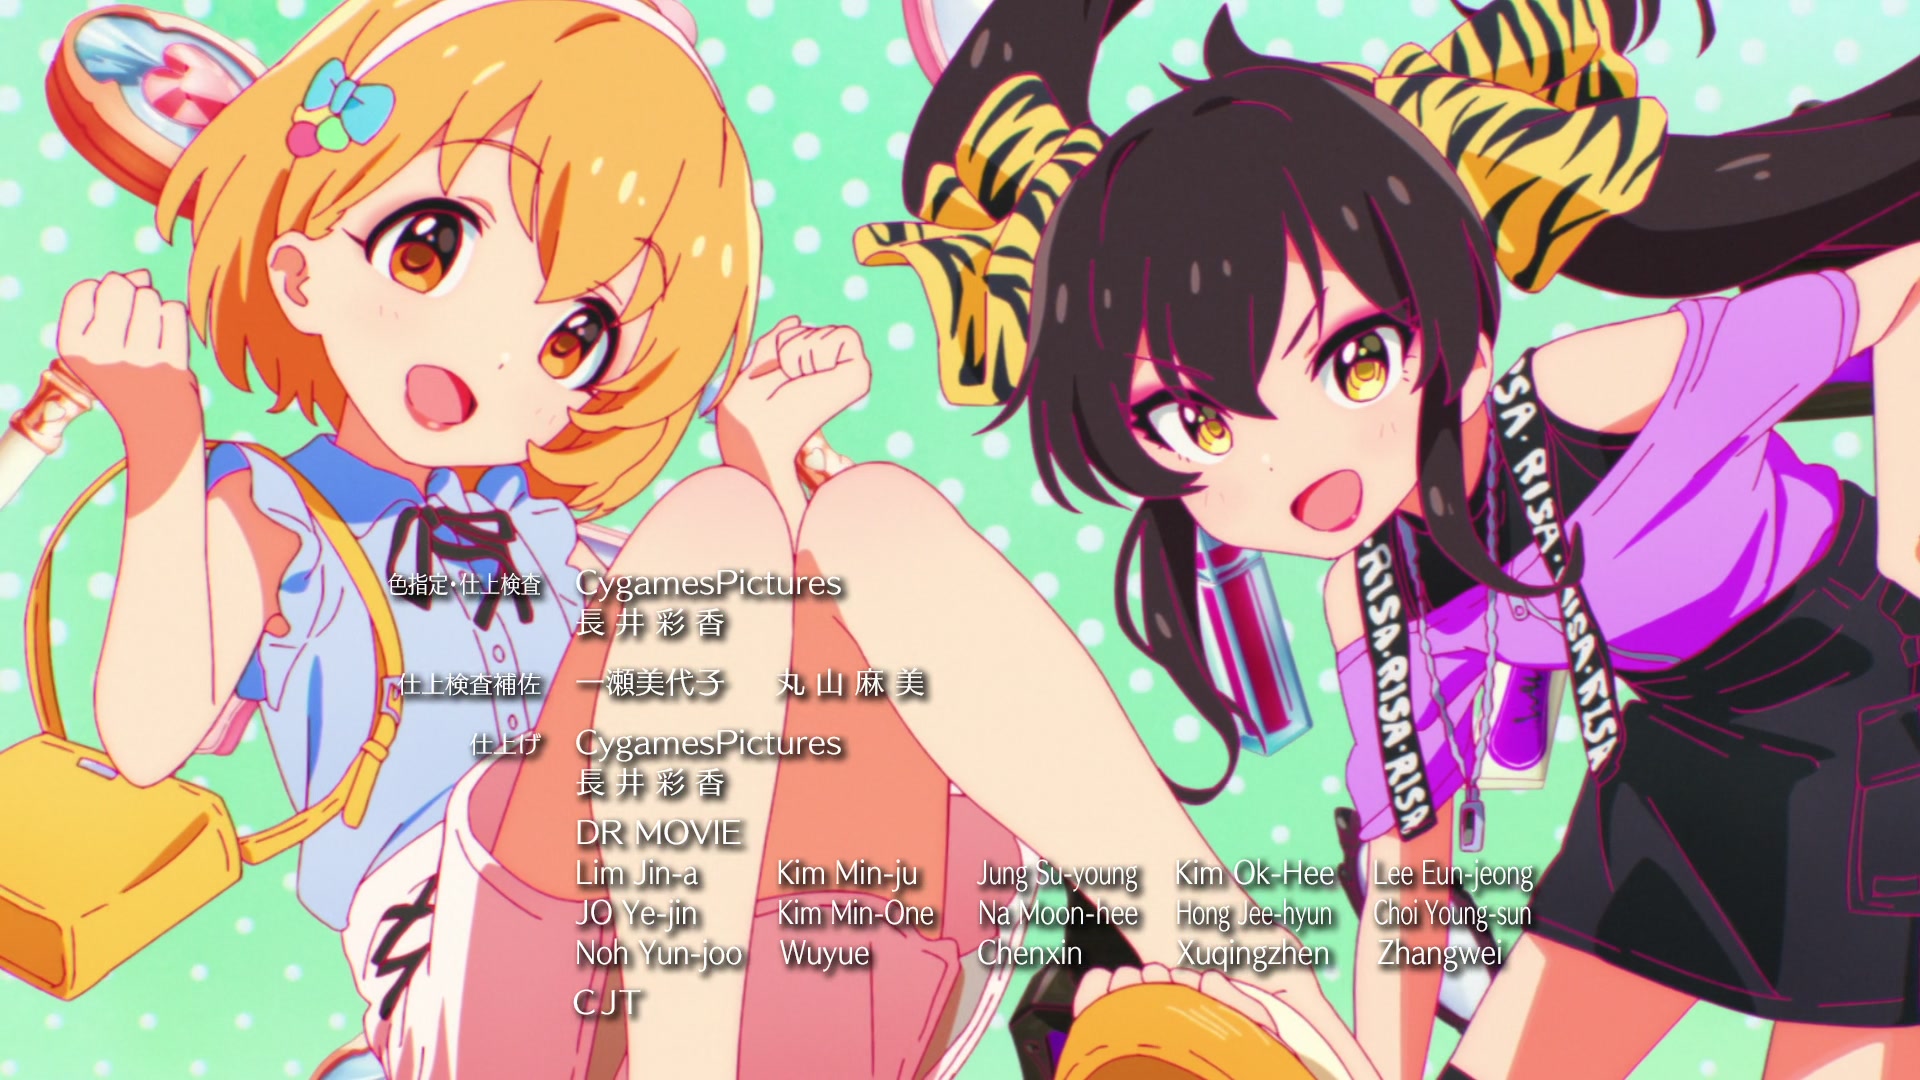 色指定・仕上検査 CygamesPictures
長井彩香
仕上検査補佐 一瀬美代子 丸山麻美
仕上げ CygamesPictures
長井彩香
DR MOVIE
Lim Jin-a Kim Min-ju Jung Su-young Kim Ok-Hee Lee Eun-jeong
JO Ye-jin Kim Min-One Na Moon-hee Hong Jee-hyun Choi Young-sun
Noh Yun-joo Wuyue Chenxin Xuqingzhen Zhangwei
CJT
SA・RISA・RISA・RISA
・RISA・RISA・RISA